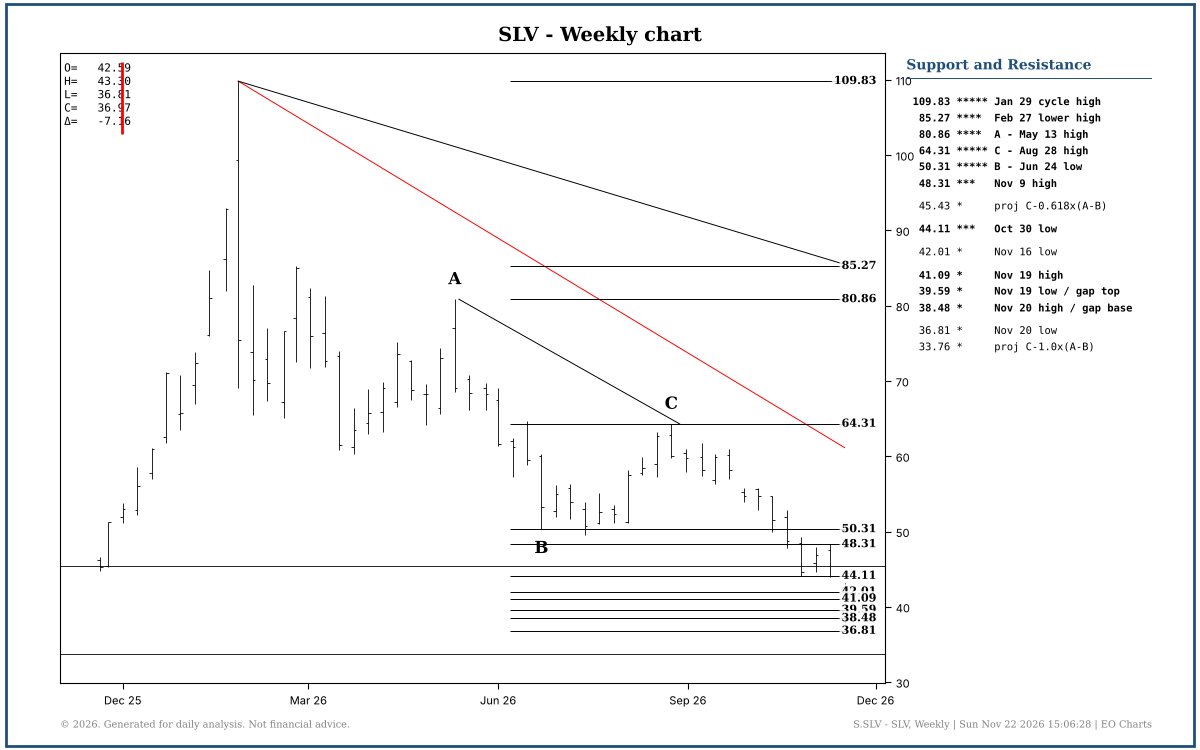 SLV - Weekly chart
O= 42.59
H= 43.30
L= 36.81
C= 36.97
Δ= -7.16
A
B
C
109.83
85.27
80.86
64.31
50.31
48.31
44.11
42.01
41.09
39.59
38.48
36.81
110
100
90
80
70
60
50
40
30
Dec 25
Mar 26
Jun 26
Sep 26
Dec 26
Support and Resistance
109.83 ***** Jan 29 cycle high
85.27 **** Feb 27 lower high
80.86 **** A - May 13 high
64.31 ***** C - Aug 28 high
50.31 ***** B - Jun 24 low
48.31 *** Nov 9 high
45.43 * proj C-0.618x(A-B)
44.11 *** Oct 30 low
42.01 * Nov 16 low
41.09 * Nov 19 high
39.59 * Nov 19 low / gap top
38.48 * Nov 20 high / gap base
36.81 * Nov 20 low
33.76 * proj C-1.0x(A-B)
© 2026. Generated for daily analysis. Not financial advice.
S.SLV - SLV, Weekly | Sun Nov 22 2026 15:06:28 | EO Charts